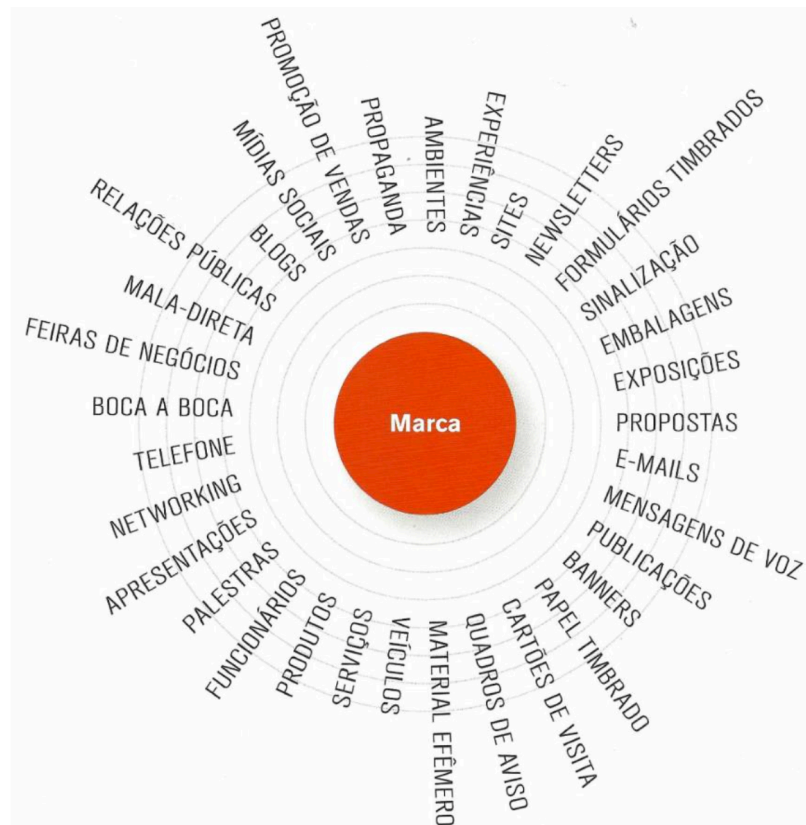 Marca
AMBIENTES
EXPERIÊNCIAS
SITES
NEWSLETTERS
FORMULÁRIOS TIMBRADOS
SINALIZAÇÃO
EMBALAGENS
EXPOSIÇÕES
PROPOSTAS
E-MAILS
MENSAGENS DE VOZ
PUBLICAÇÕES
BANNERS
PAPEL TIMBRADO
CARTÕES DE VISITA
QUADROS DE AVISO
MATERIAL EFÊMERO
VEÍCULOS
SERVIÇOS
PRODUTOS
FUNCIONÁRIOS
PALESTRAS
APRESENTAÇÕES
NETWORKING
TELEFONE
BOCA A BOCA
FEIRAS DE NEGÓCIOS
MALA-DIRETA
RELAÇÕES PÚBLICAS
BLOGS
MÍDIAS SOCIAIS
PROMOÇÃO DE VENDAS
PROPAGANDA